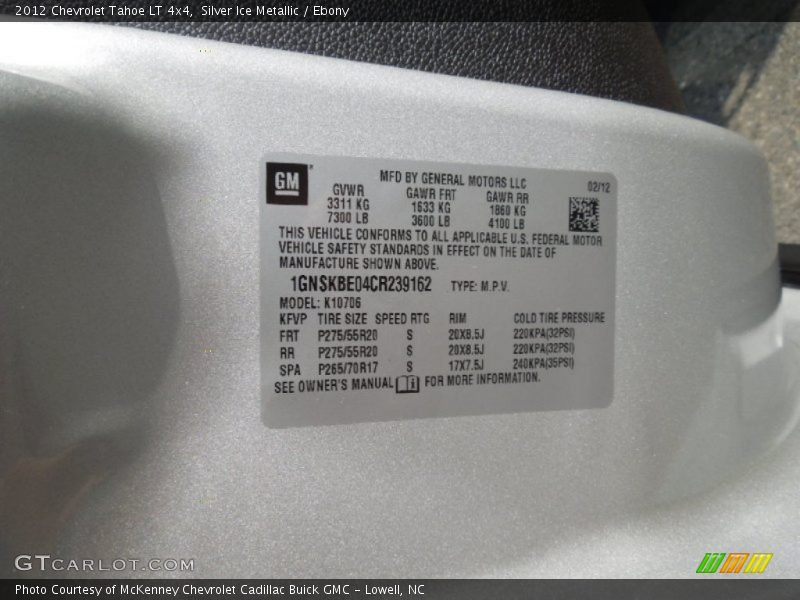 2012 Chevrolet Tahoe LT 4x4, Silver Ice Metallic / Ebony
GM
MFD BY GENERAL MOTORS LLC
02/12
GVWR GAWR FRT GAWR RR
3311 KG 1633 KG 1860 KG
7300 LB 3600 LB 4100 LB
THIS VEHICLE CONFORMS TO ALL APPLICABLE U.S. FEDERAL MOTOR
VEHICLE SAFETY STANDARDS IN EFFECT ON THE DATE OF
MANUFACTURE SHOWN ABOVE.
1GNSKBE04CR239162 TYPE: M.P.V.
MODEL: K10706
KFVP TIRE SIZE SPEED RTG RIM COLD TIRE PRESSURE
FRT P275/55R20 S 20X8.5J 220KPA(32PSI)
RR P275/55R20 S 20X8.5J 220KPA(32PSI)
SPA P265/70R17 S 17X7.5J 240KPA(35PSI)
SEE OWNER'S MANUAL FOR MORE INFORMATION.
GTCARLOT.COM
Photo Courtesy of McKenney Chevrolet Cadillac Buick GMC - Lowell, NC